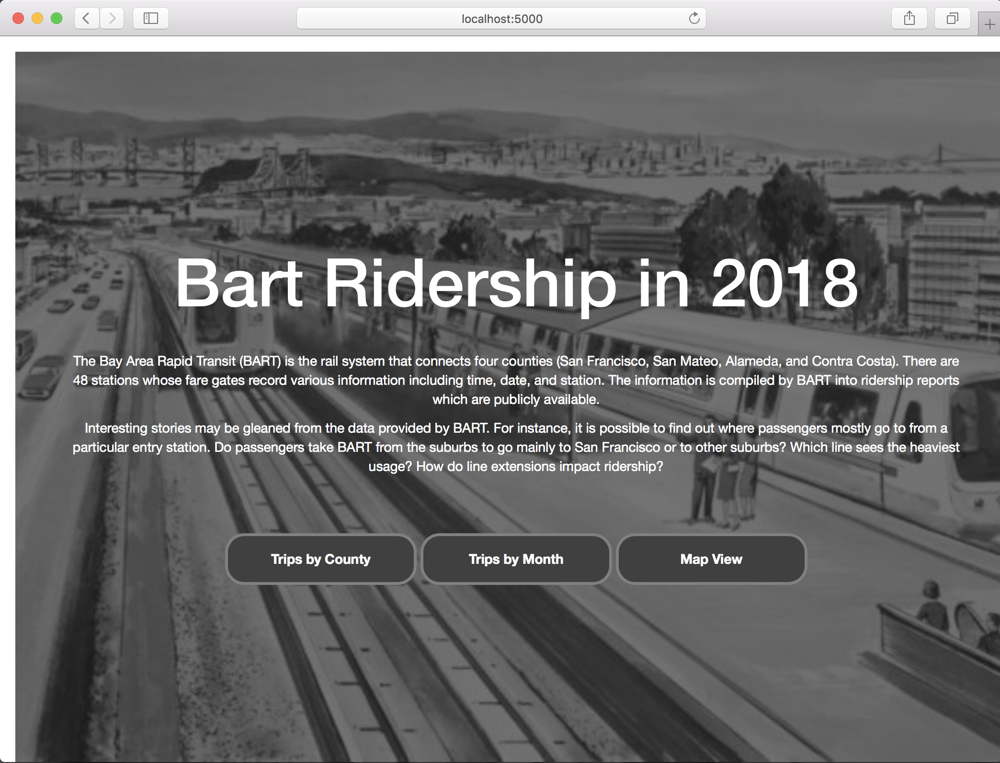 localhost:5000
Bart Ridership in 2018
The Bay Area Rapid Transit (BART) is the rail system that connects four counties (San Francisco, San Mateo, Alameda, and Contra Costa). There are
48 stations whose fare gates record various information including time, date, and station. The information is compiled by BART into ridership reports
which are publicly available.
Interesting stories may be gleaned from the data provided by BART. For instance, it is possible to find out where passengers mostly go to from a
particular entry station. Do passengers take BART from the suburbs to go mainly to San Francisco or to other suburbs? Which line sees the heaviest
usage? How do line extensions impact ridership?
Trips by County
Trips by Month
Map View